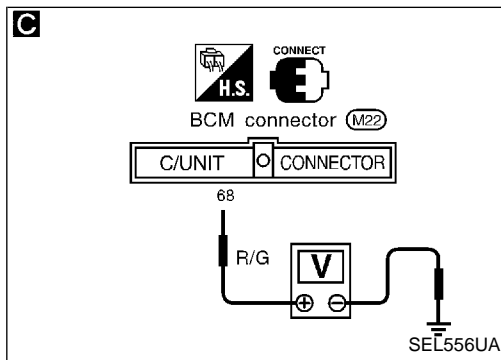 C
CONNECT
H.S.
BCM connector M22
C/UNIT CONNECTOR
68
R/G
V
⊕ ⊖
SEL556UA